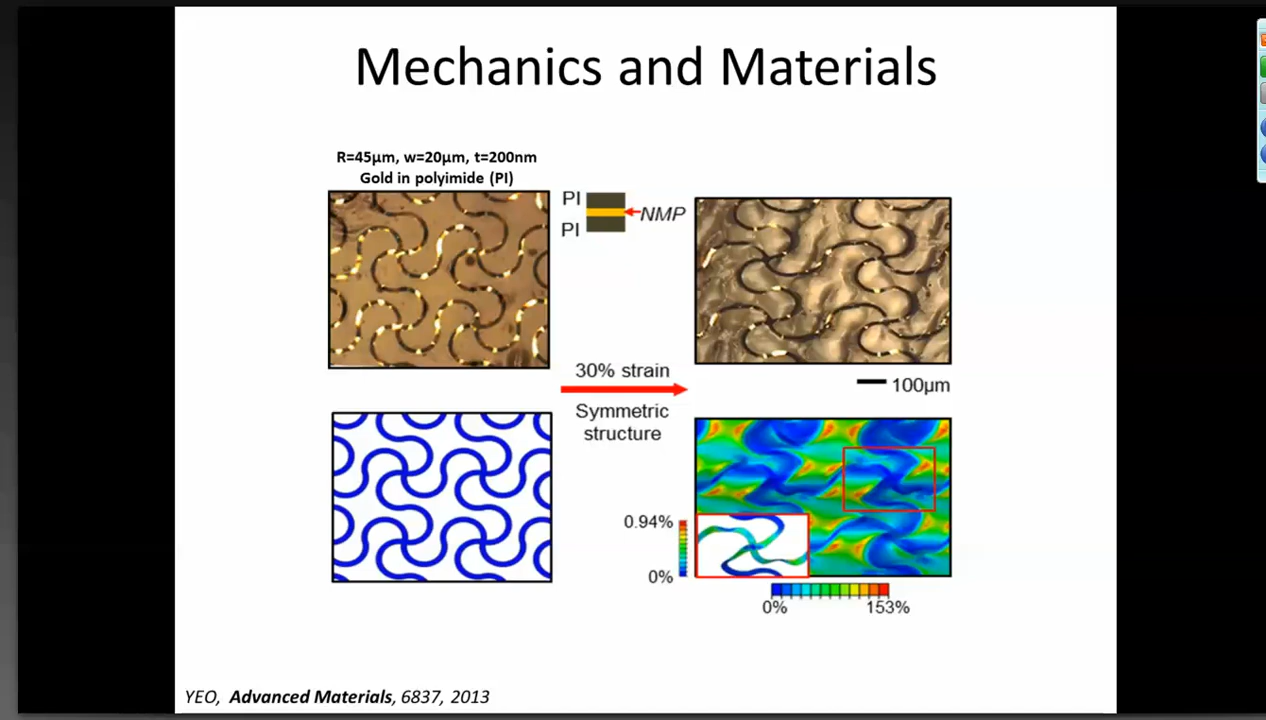 Mechanics and Materials
R=45µm, w=20µm, t=200nm
Gold in polyimide (PI)
PI
NMP
PI
30% strain
Symmetric
structure
100µm
0.94%
0%
0%
153%
YEO, Advanced Materials, 6837, 2013